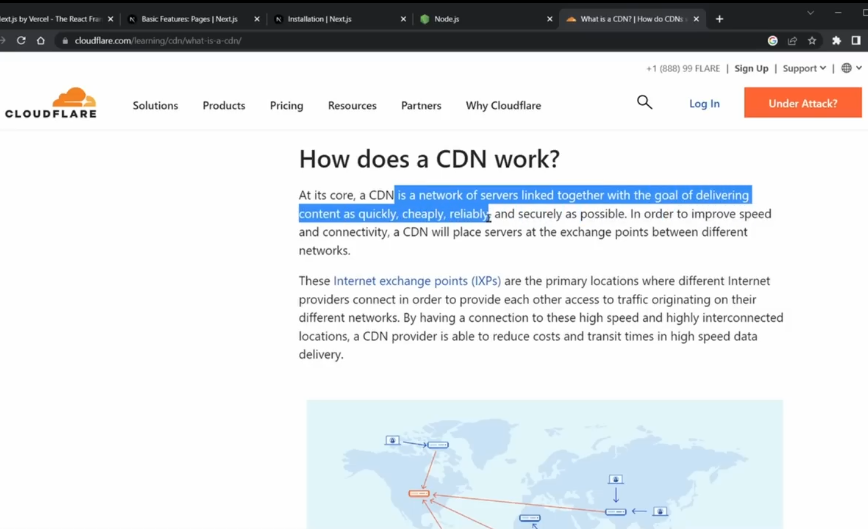 ext.js by Vercel - The React Fram
Basic Features: Pages | Next.js
Installation | Next.js
Node.js
What is a CDN? | How do CDNs
cloudflare.com/learning/cdn/what-is-a-cdn/
+1 (888) 99 FLARE | Sign Up | Support
CLOUDFLARE
Solutions Products Pricing Resources Partners Why Cloudflare Log In Under Attack?
How does a CDN work?
At its core, a CDN is a network of servers linked together with the goal of delivering
content as quickly, cheaply, reliably, and securely as possible. In order to improve speed
and connectivity, a CDN will place servers at the exchange points between different
networks.
These Internet exchange points (IXPs) are the primary locations where different Internet
providers connect in order to provide each other access to traffic originating on their
different networks. By having a connection to these high speed and highly interconnected
locations, a CDN provider is able to reduce costs and transit times in high speed data
delivery.